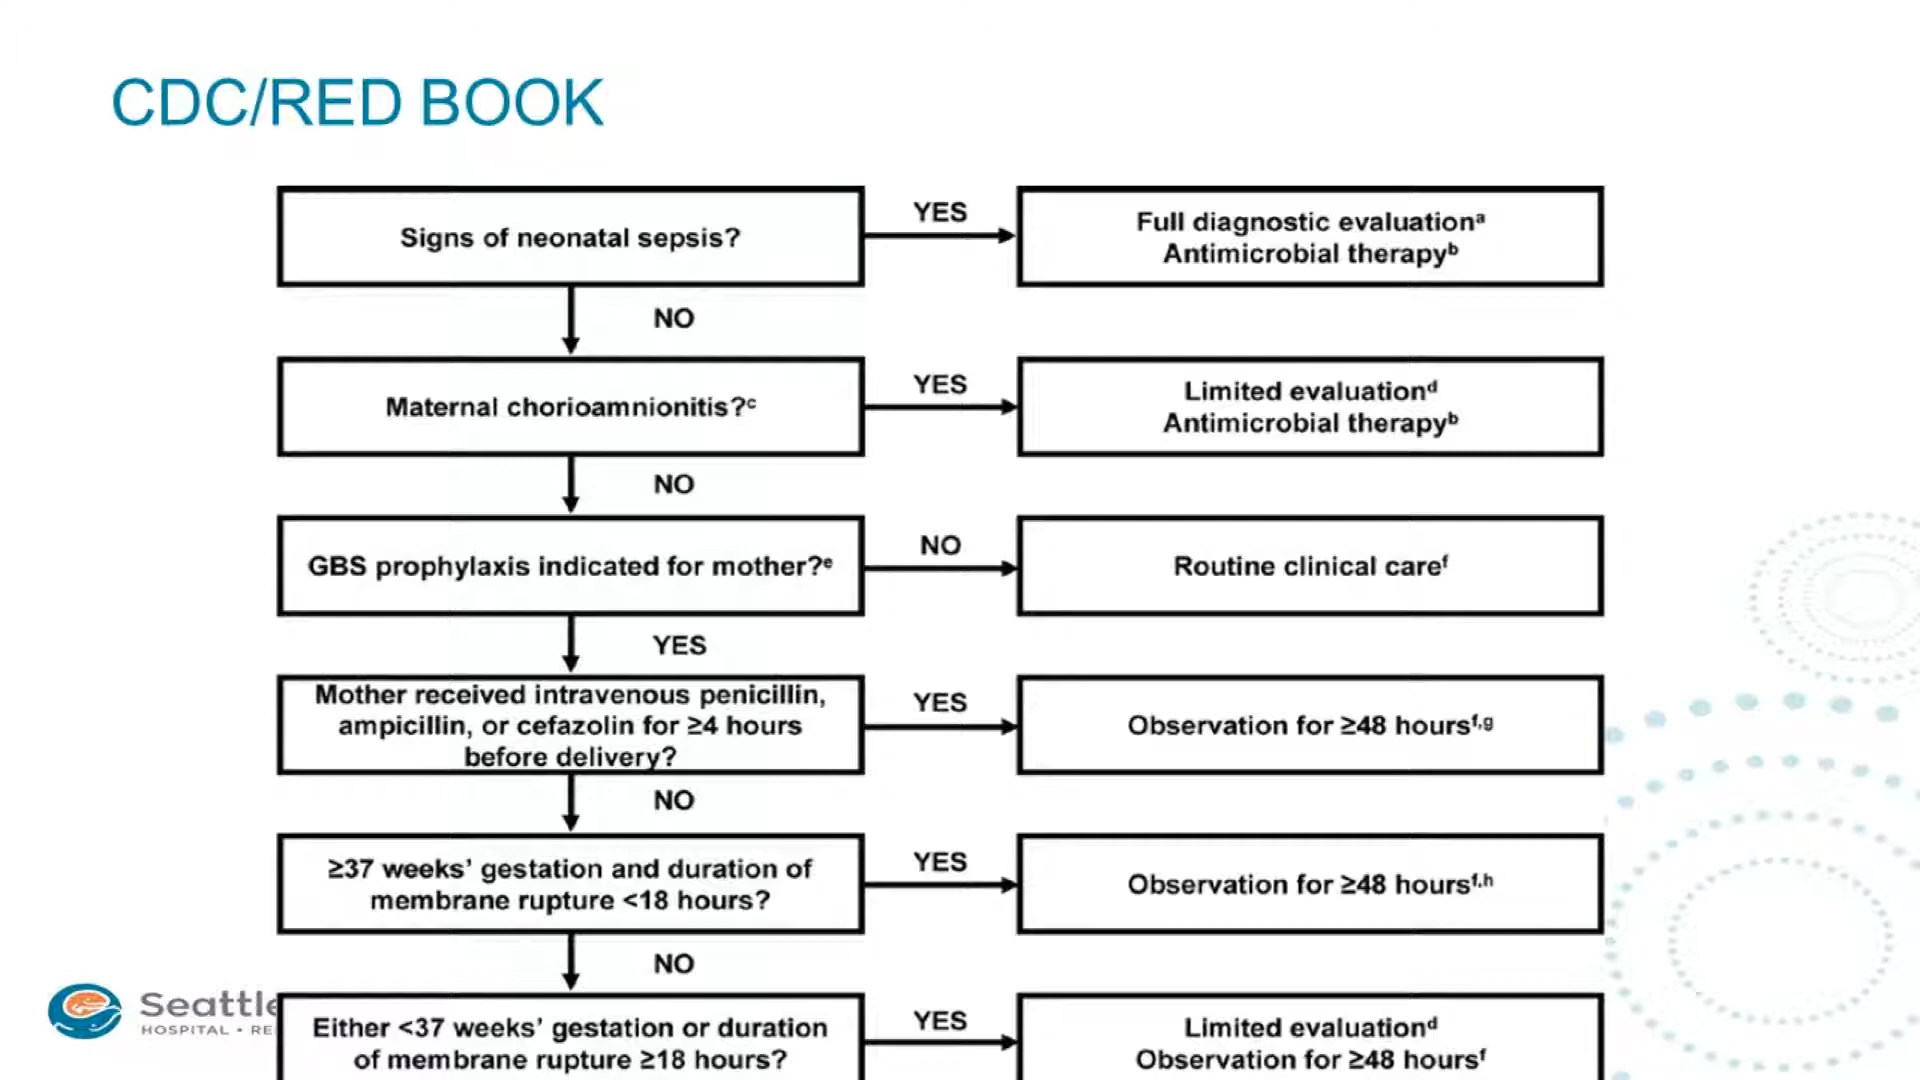 CDC/RED BOOK
Signs of neonatal sepsis?
YES
Full diagnostic evaluationᵃ
Antimicrobial therapyᵇ
NO
Maternal chorioamnionitis?ᶜ
YES
Limited evaluationᵈ
Antimicrobial therapyᵇ
NO
GBS prophylaxis indicated for mother?ᵉ
NO
Routine clinical careᶠ
YES
Mother received intravenous penicillin,
ampicillin, or cefazolin for ≥4 hours
before delivery?
YES
Observation for ≥48 hoursᶠ,ᵍ
NO
≥37 weeks’ gestation and duration of
membrane rupture <18 hours?
YES
Observation for ≥48 hoursᶠ,ʰ
NO
Either <37 weeks’ gestation or duration
of membrane rupture ≥18 hours?
YES
Limited evaluationᵈ
Observation for ≥48 hoursᶠ
Seattle
HOSPITAL • RE